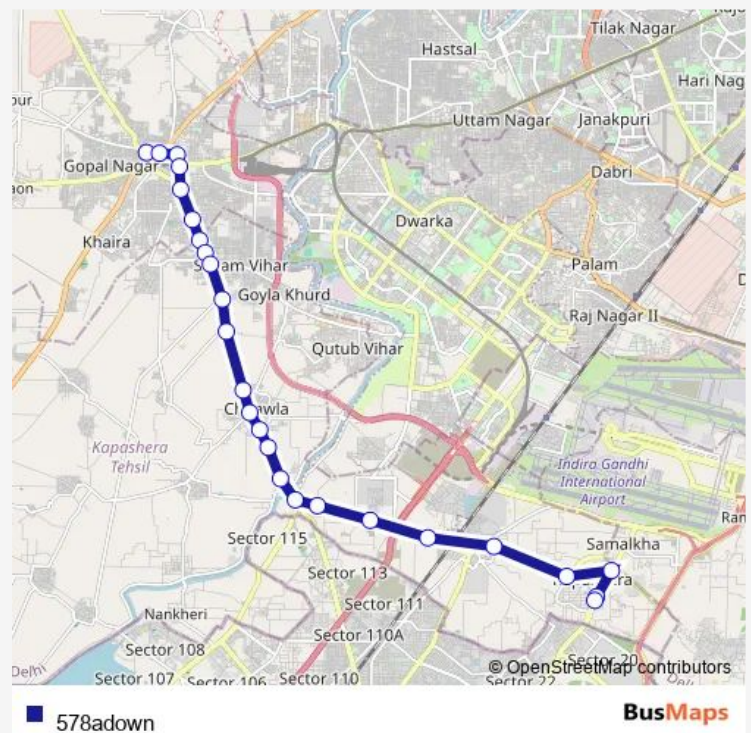 Hastsal
Tilak Nagar
Hari Nag
Uttam Nagar
Janakpuri
Gopal Nagar
Dabri
Dwarka
Khaira
Palam
Goyla Khurd
Raj Nagar II
Qutub Vihar
Kapashera
Tehsil
Indira Gandhi
International
Airport
Sector 115
Samalkha
Sector 113
Sector 111
Nankheri
Sector 110A
Sector 108
Delhi
Sector 107
Sector 106
Sector 110
Sector 22
© OpenStreetMap contributors
578adown
BusMaps